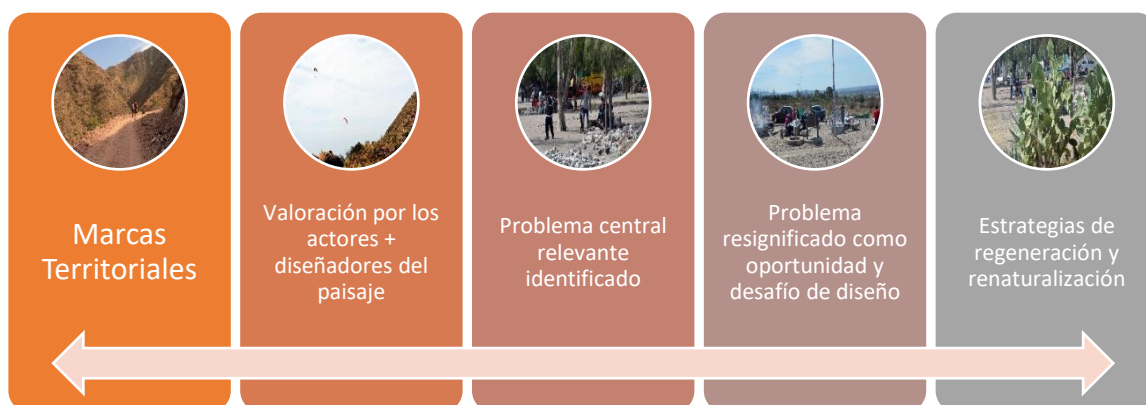 Marcas
Territoriales
Valoración por los
actores +
diseñadores del
paisaje
Problema central
relevante
identificado
Problema
resignificado como
oportunidad y
desafío de diseño
Estrategias de
regeneración y
renaturalización